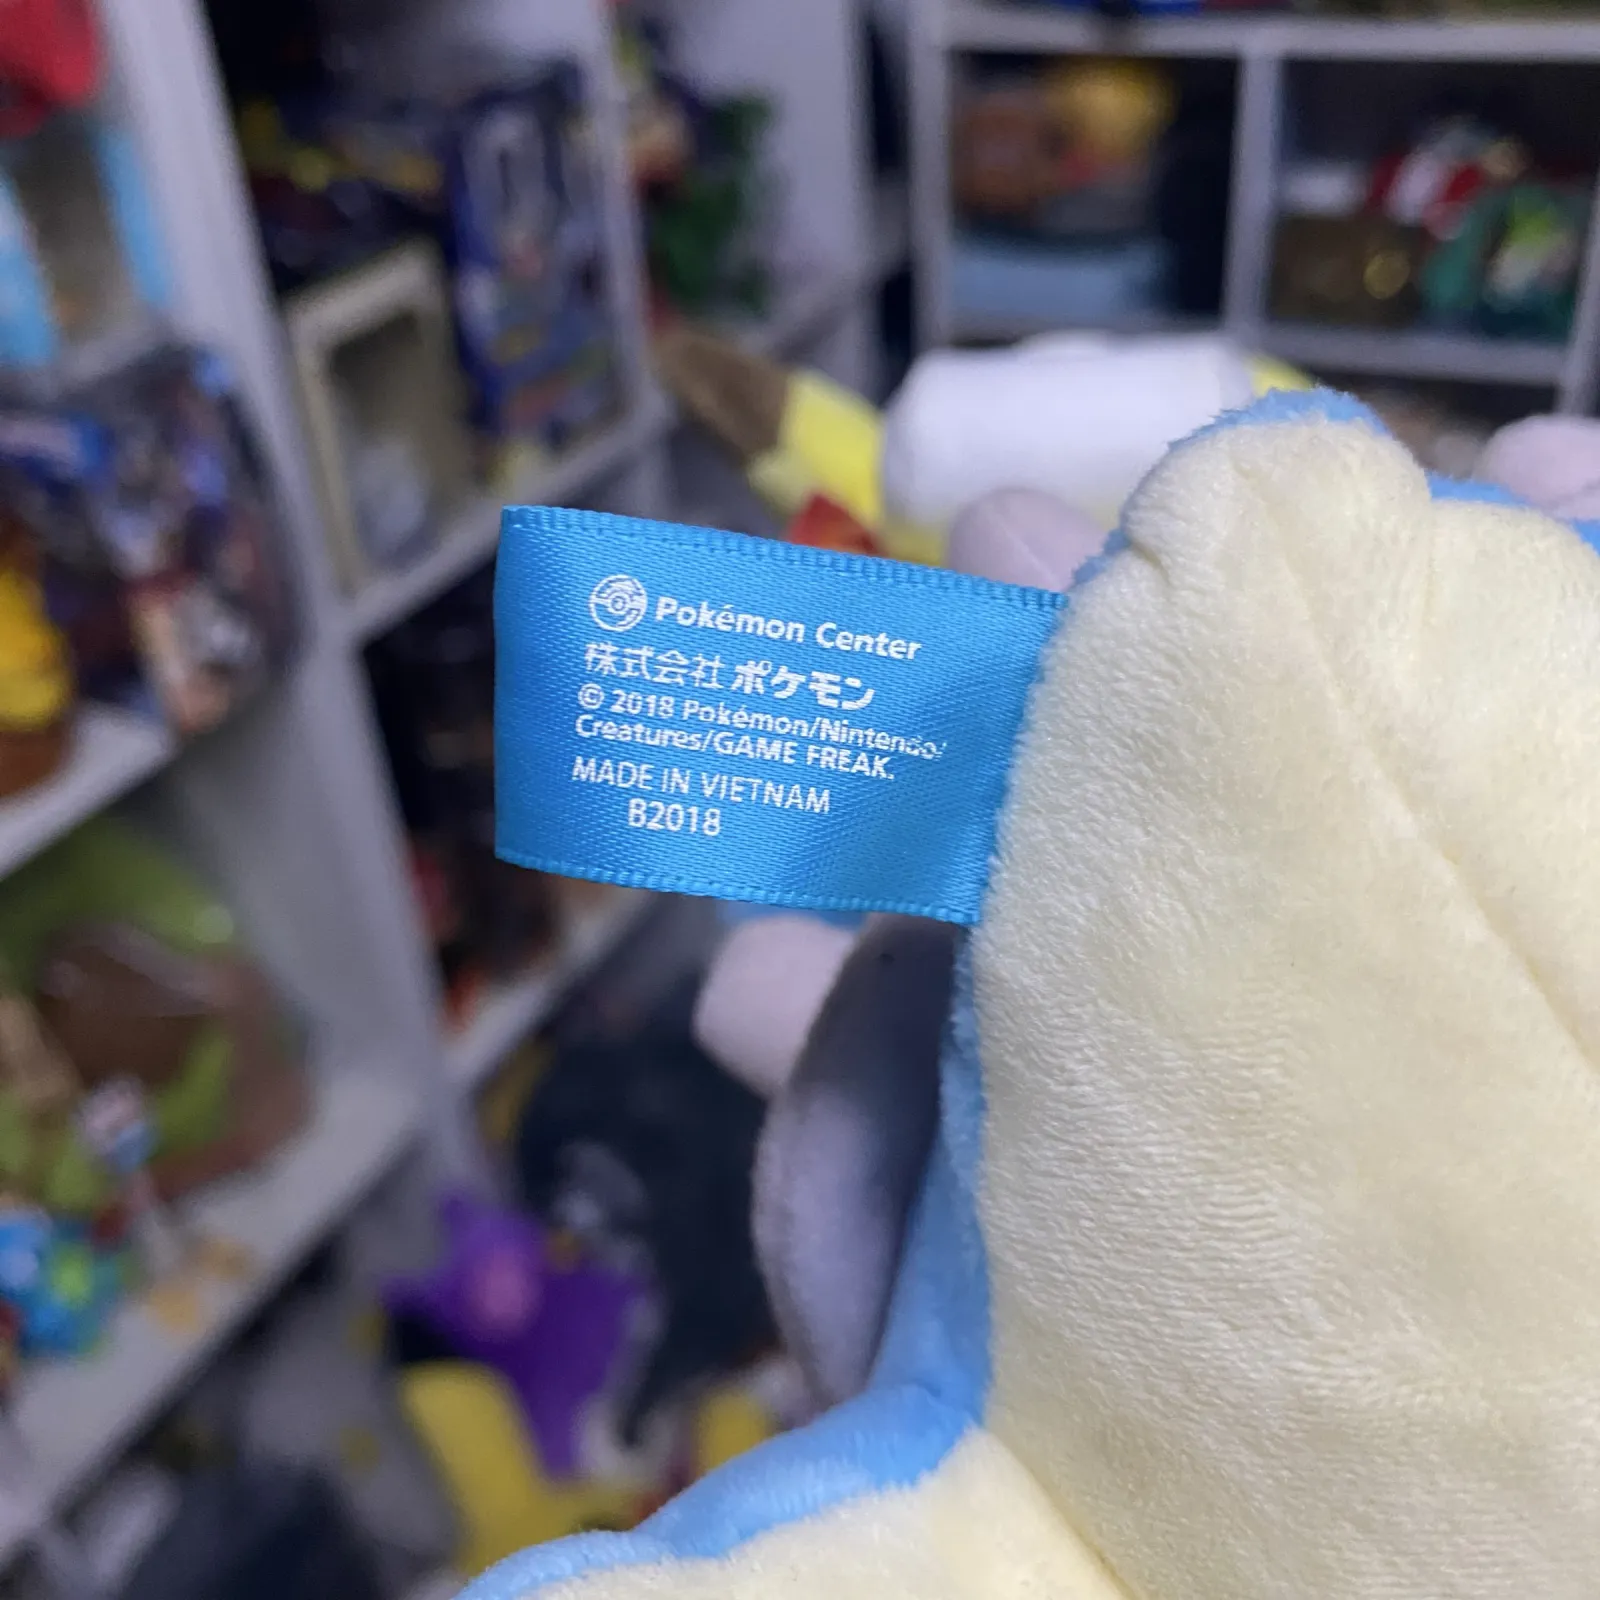 Pokémon Center
株式会社ポケモン
© 2018 Pokémon/Nintendo/
Creatures/GAME FREAK.
MADE IN VIETNAM
B2018